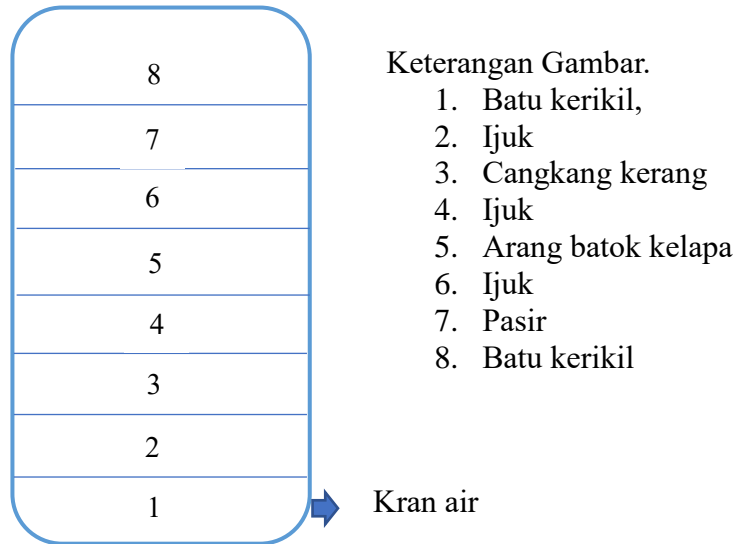 8
7
6
5
4
3
2
1
Keterangan Gambar.
1. Batu kerikil,
2. Ijuk
3. Cangkang kerang
4. Ijuk
5. Arang batok kelapa
6. Ijuk
7. Pasir
8. Batu kerikil
Kran air